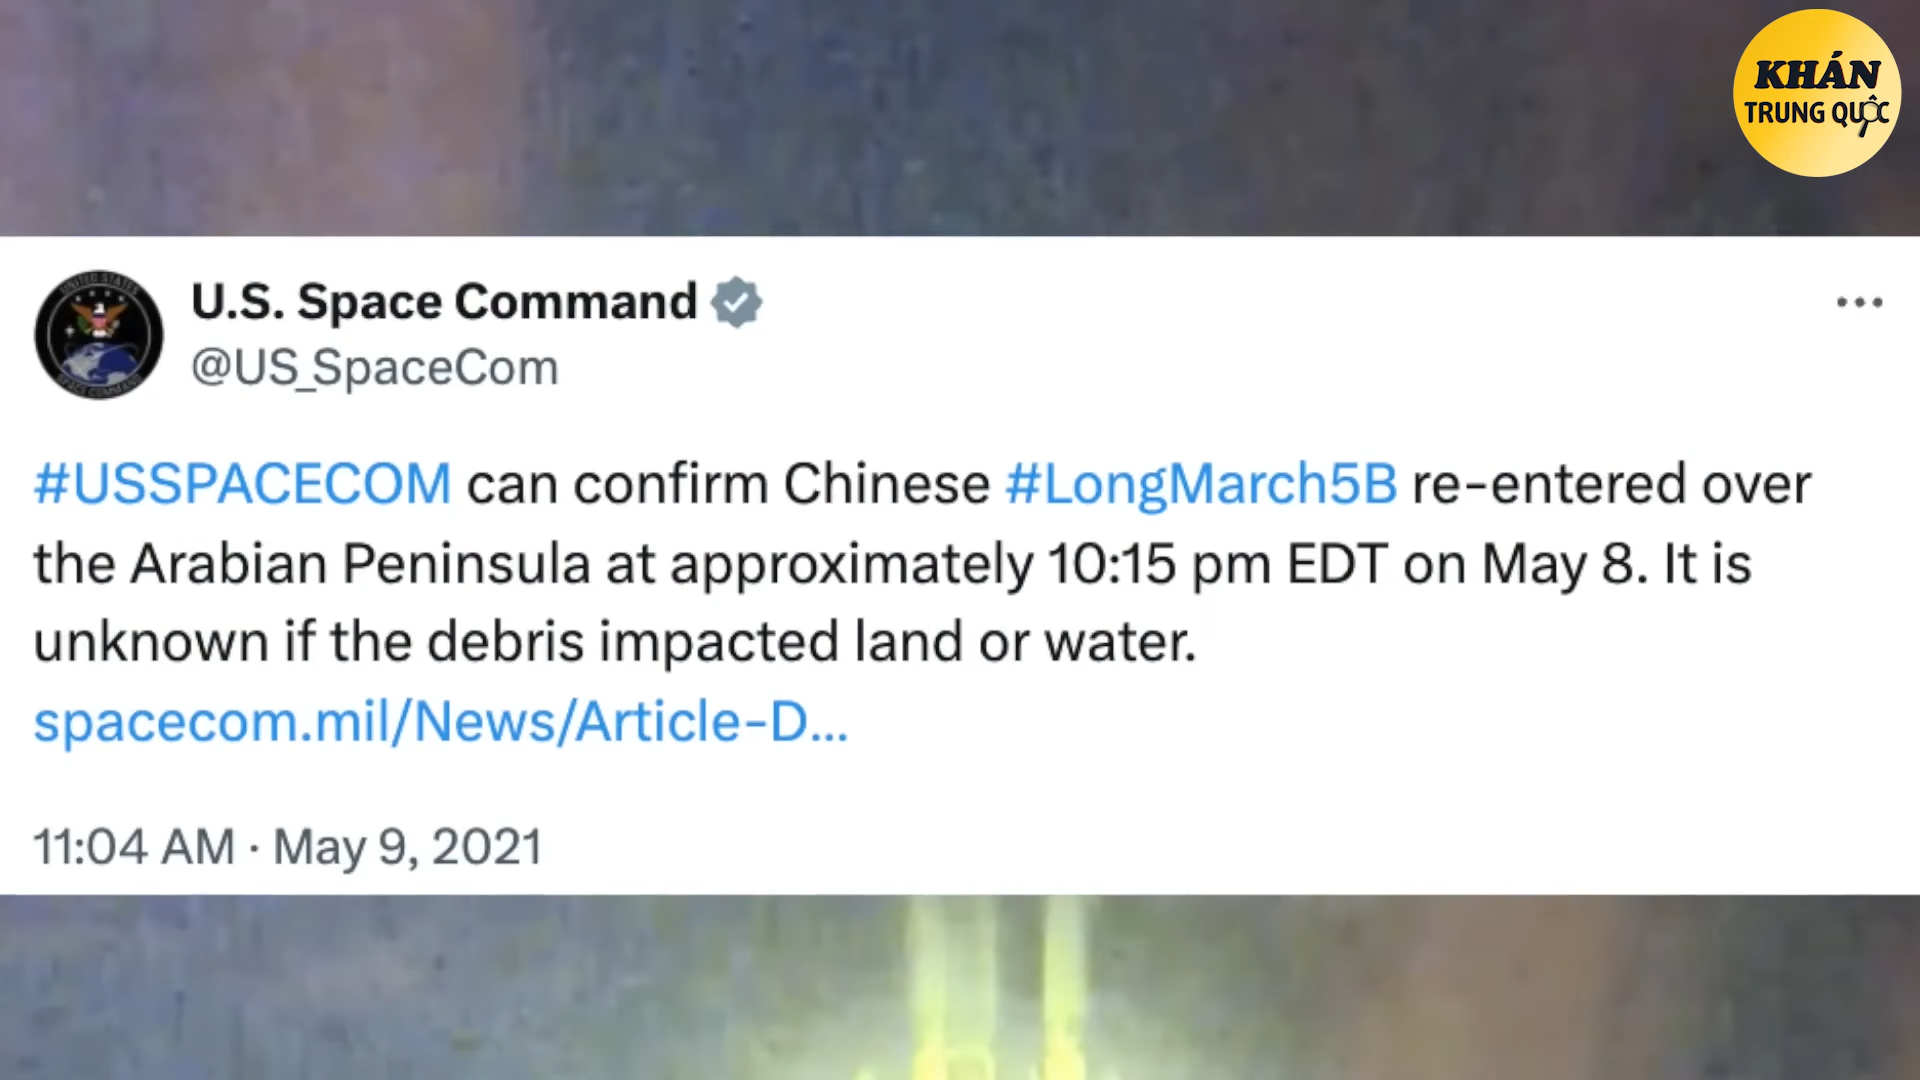 KHÁN
TRUNG QUỐC
U.S. Space Command
@US_SpaceCom
#USSPACECOM can confirm Chinese #LongMarch5B re-entered over
the Arabian Peninsula at approximately 10:15 pm EDT on May 8. It is
unknown if the debris impacted land or water.
spacecom.mil/News/Article-D...
11:04 AM · May 9, 2021